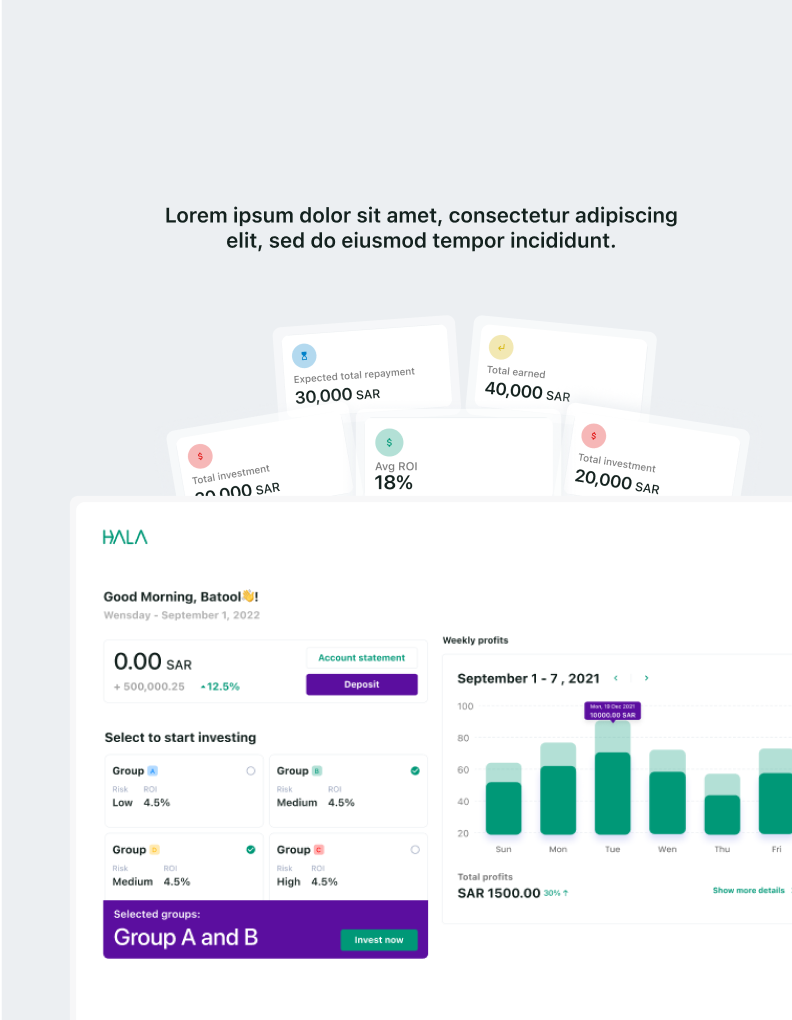 Lorem ipsum dolor sit amet, consectetur adipiscing
elit, sed do eiusmod tempor incididunt.
Expected total repayment
30,000 SAR
Total earned
40,000 SAR
Total investment
SAR
Avg ROI
18%
Total investment
20,000 SAR
HALA
Good Morning, Batool👋!
Wensday - September 1, 2022
0.00 SAR
Account statement
+ 500,000.25 12.5%
Deposit
Select to start investing
Group A
Risk ROI
Low 4.5%
Group B
Risk ROI
Medium 4.5%
Group D
Risk ROI
Medium 4.5%
Group C
Risk ROI
High 4.5%
Selected groups:
Group A and B
Invest now
Weekly profits
September 1 - 7 , 2021 < >
100
80
60
40
20
Mon, 19 Dec 2021
10000.00 SAR
Sun Mon Tue Wen Thu Fri
Total profits
SAR 1500.00 30% ↑
Show more details